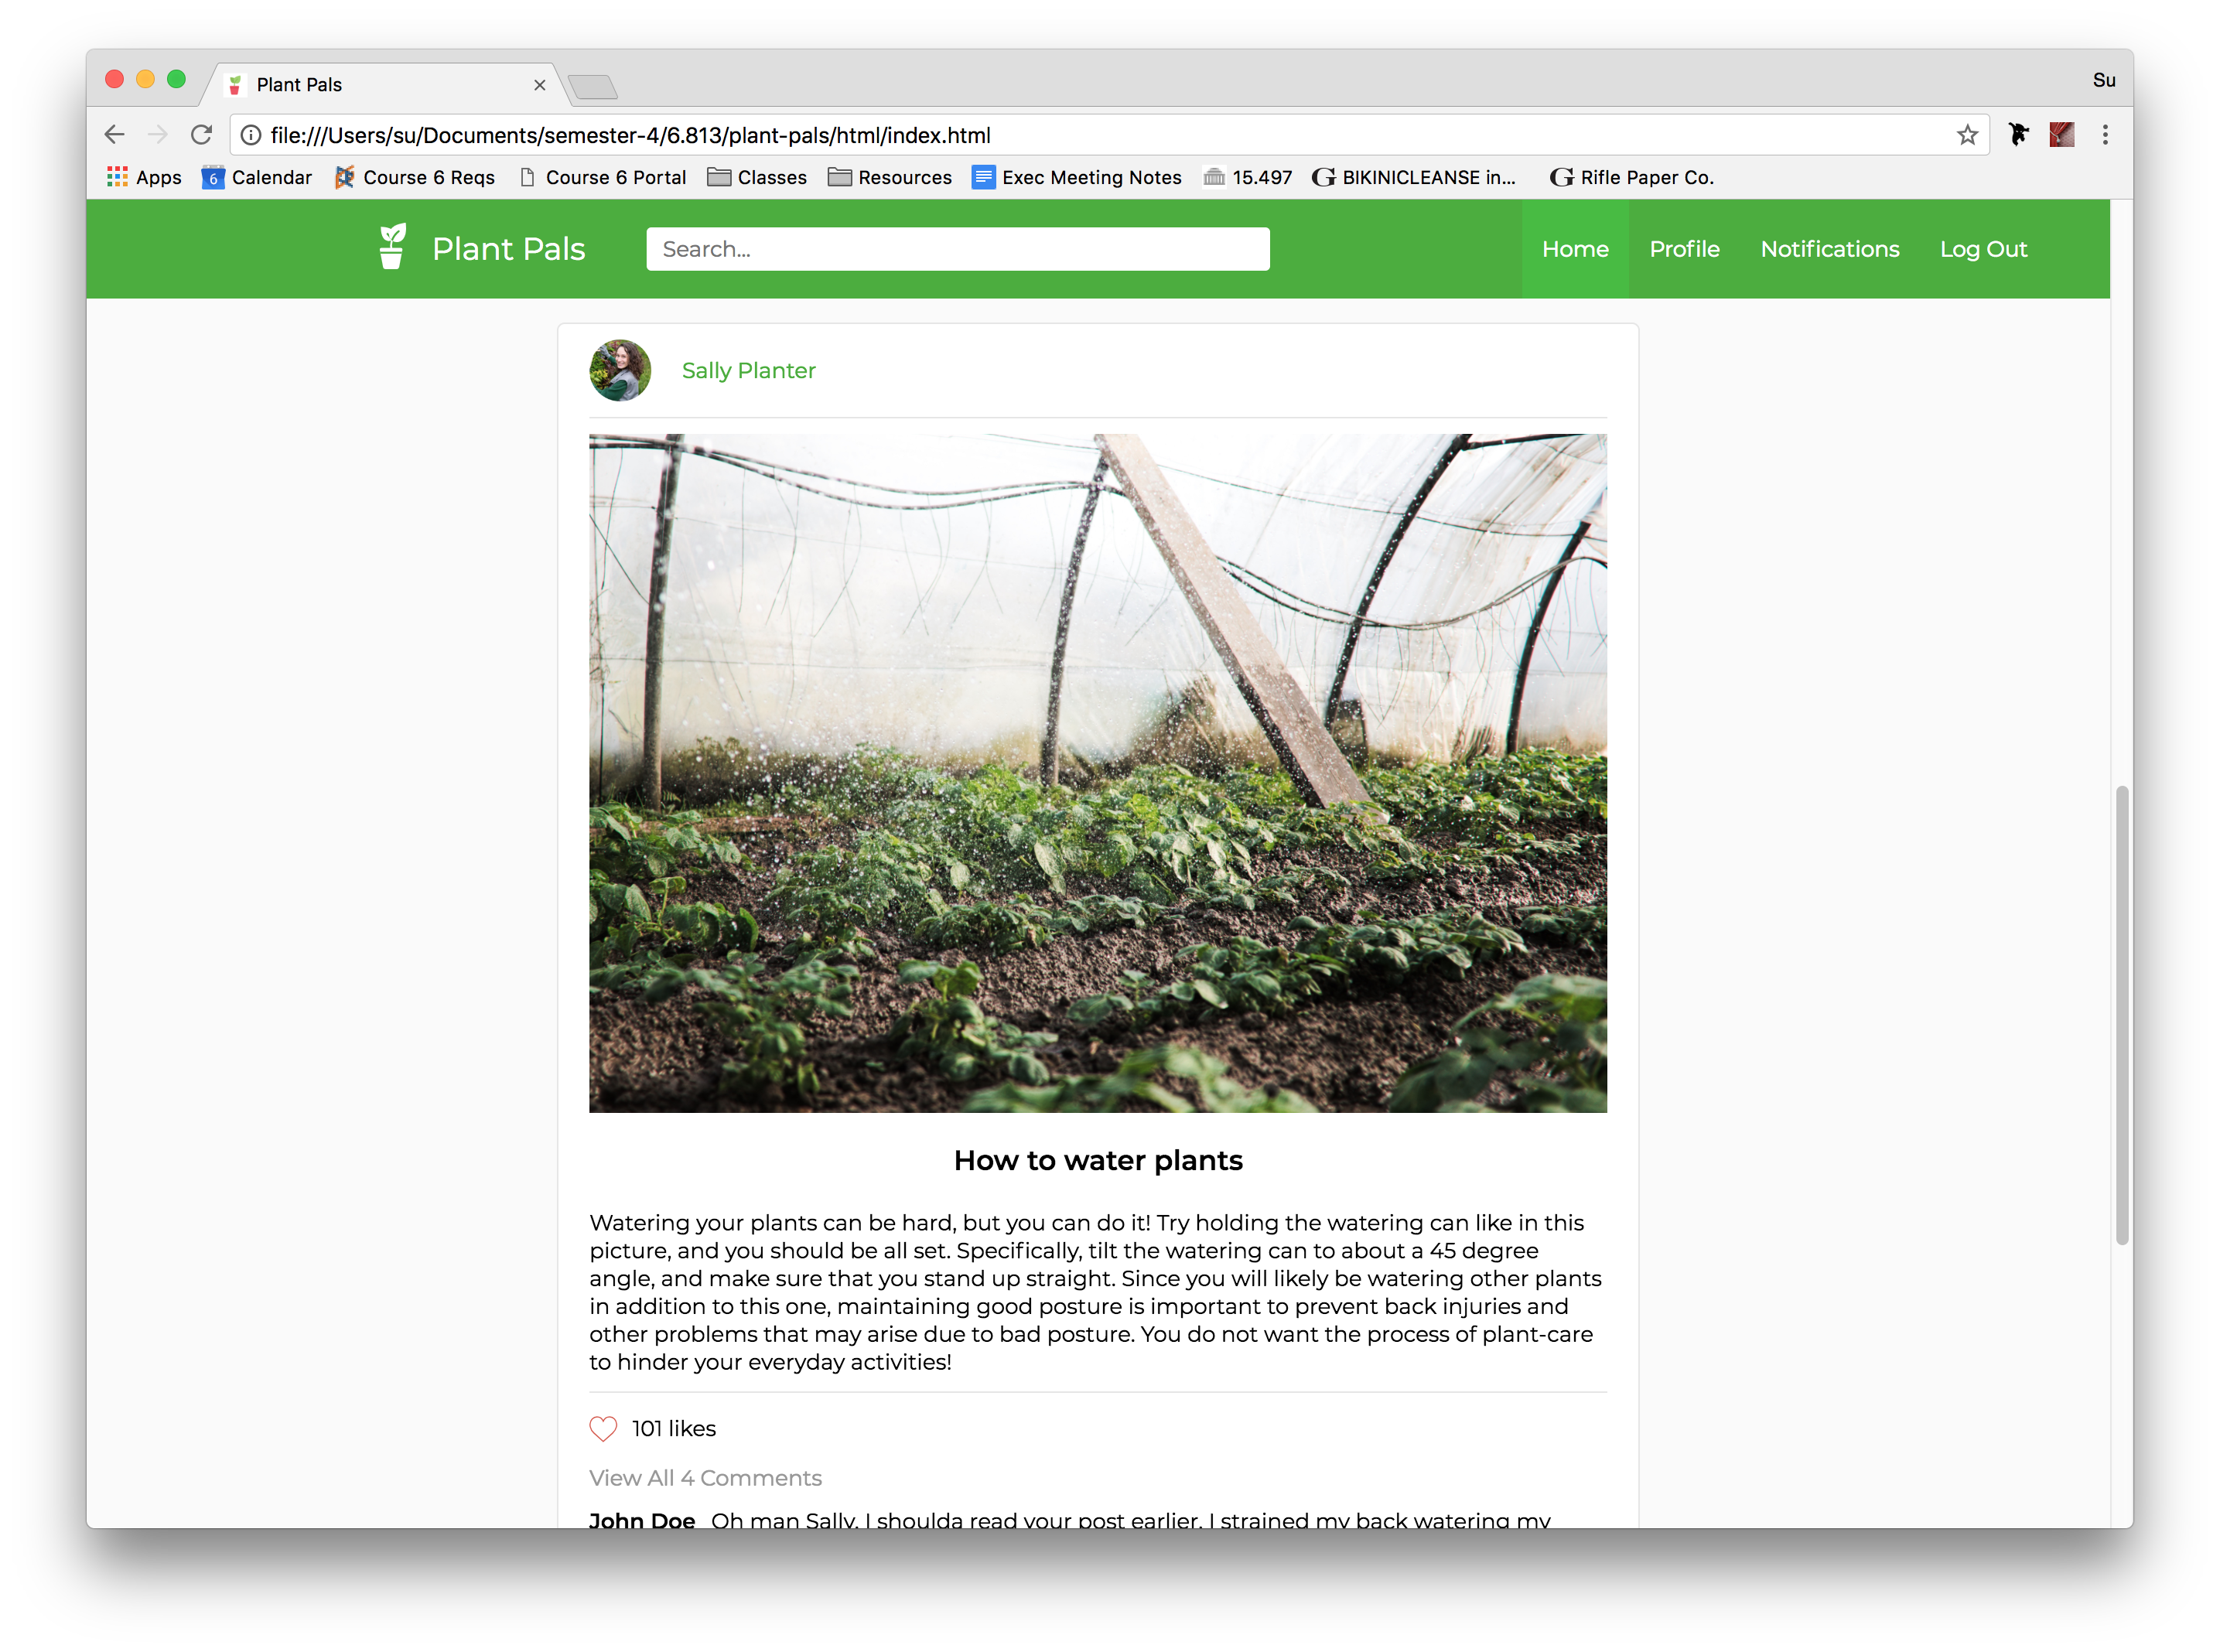 Plant Pals
Su
file:///Users/su/Documents/semester-4/6.813/plant-pals/html/index.html
Apps 6 Calendar Course 6 Reqs Course 6 Portal Classes Resources Exec Meeting Notes 15.497 G BIKINICLEANSE in... G Rifle Paper Co.
Plant Pals Search... Home Profile Notifications Log Out
Sally Planter
How to water plants
Watering your plants can be hard, but you can do it! Try holding the watering can like in this
picture, and you should be all set. Specifically, tilt the watering can to about a 45 degree
angle, and make sure that you stand up straight. Since you will likely be watering other plants
in addition to this one, maintaining good posture is important to prevent back injuries and
other problems that may arise due to bad posture. You do not want the process of plant-care
to hinder your everyday activities!
101 likes
View All 4 Comments
John Doe Oh man Sally, I shoulda read your post earlier. I strained my back watering my